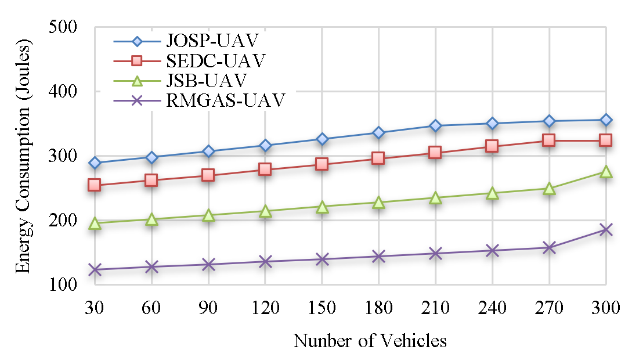 500
400
300
200
100
Energy Consumption (Joules)
JOSP-UAV
SEDC-UAV
JSB-UAV
RMGAS-UAV
30 60 90 120 150 180 210 240 270 300
Nunber of Vehicles